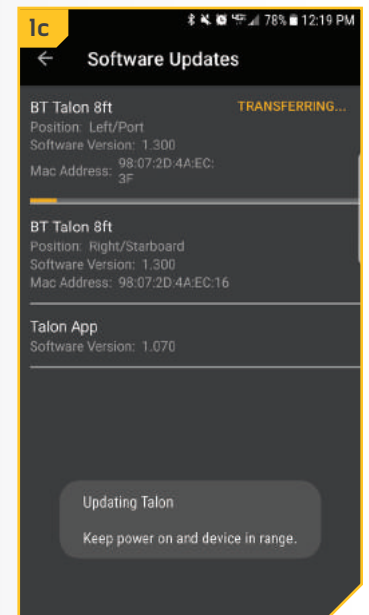 1c
78% 12:19 PM
Software Updates
BT Talon 8ft TRANSFERRING...
Position: Left/Port
Software Version: 1.300
Mac Address: 98:07:2D:4A:EC:
3F
BT Talon 8ft
Position: Right/Starboard
Software Version: 1.300
Mac Address: 98:07:2D:4A:EC:16
Talon App
Software Version: 1.070
Updating Talon
Keep power on and device in range.